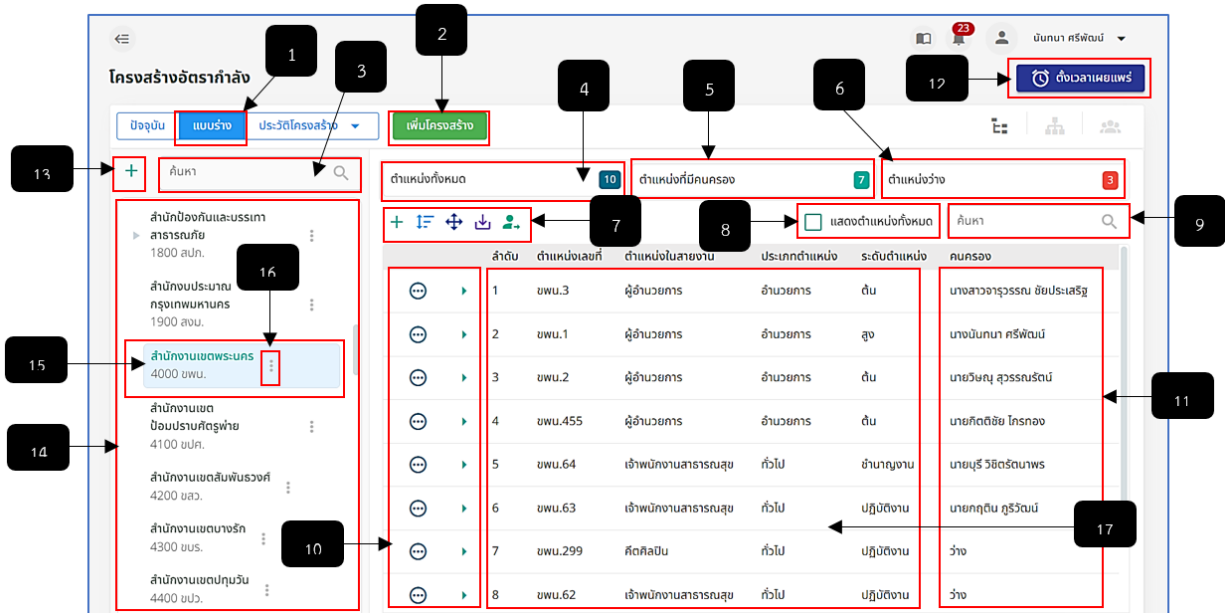 23
นันทนา ศรีพัฒน์
โครงสร้างอัตรากำลัง
1
2
3
4
5
6
12
ตั้งเวลาเผยแพร่
ปัจจุบัน แบบร่าง ประวัติโครงสร้าง เพิ่มโครงสร้าง
13
ค้นหา
ตำแหน่งทั้งหมด 10 ตำแหน่งที่มีคนครอง 7 ตำแหน่งว่าง 3
7
8
แสดงตำแหน่งทั้งหมด ค้นหา
9
สำนักป้องกันและบรรเทา
สาธารณภัย
1800 สปภ.
16
สำนักงบประมาณ
กรุงเทพมหานคร
1900 สงม.
15
สำนักงานเขตพระนคร
4000 ขพน.
สำนักงานเขต
ป้อมปราบศัตรูพ่าย
4100 ขปศ.
14
สำนักงานเขตสัมพันธวงศ์
4200 ขสว.
สำนักงานเขตบางรัก
4300 ขบร.
10
สำนักงานเขตปทุมวัน
4400 ขปว.
ลำดับ ตำแหน่งเลขที่ ตำแหน่งในสายงาน ประเภทตำแหน่ง ระดับตำแหน่ง คนครอง
1 ขพน.3 ผู้อำนวยการ อำนวยการ ต้น นางสาวจารุวรรณ ชัยประเสริฐ
2 ขพน.1 ผู้อำนวยการ อำนวยการ สูง นางนันทนา ศรีพัฒน์
3 ขพน.2 ผู้อำนวยการ อำนวยการ ต้น นายวิษณุ สุวรรณรัตน์
11
4 ขพน.455 ผู้อำนวยการ อำนวยการ ต้น นายกิตติชัย ไกรทอง
5 ขพน.64 เจ้าพนักงานสาธารณสุข ทั่วไป ชำนาญงาน นายบุรี วิชิตรัตนาพร
6 ขพน.63 เจ้าพนักงานสาธารณสุข ทั่วไป ปฏิบัติงาน นายกฤติน ภูริวัฒน์
17
7 ขพน.299 คีตศิลปิน ทั่วไป ปฏิบัติงาน ว่าง
8 ขพน.62 เจ้าพนักงานสาธารณสุข ทั่วไป ปฏิบัติงาน ว่าง